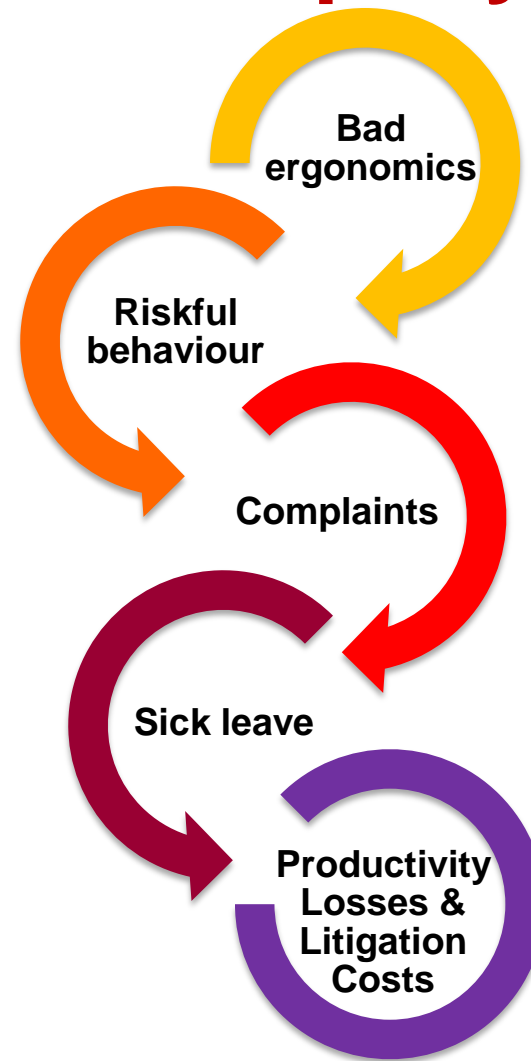 Bad
ergonomics
Riskful
behaviour
Complaints
Sick leave
Productivity
Losses &
Litigation
Costs